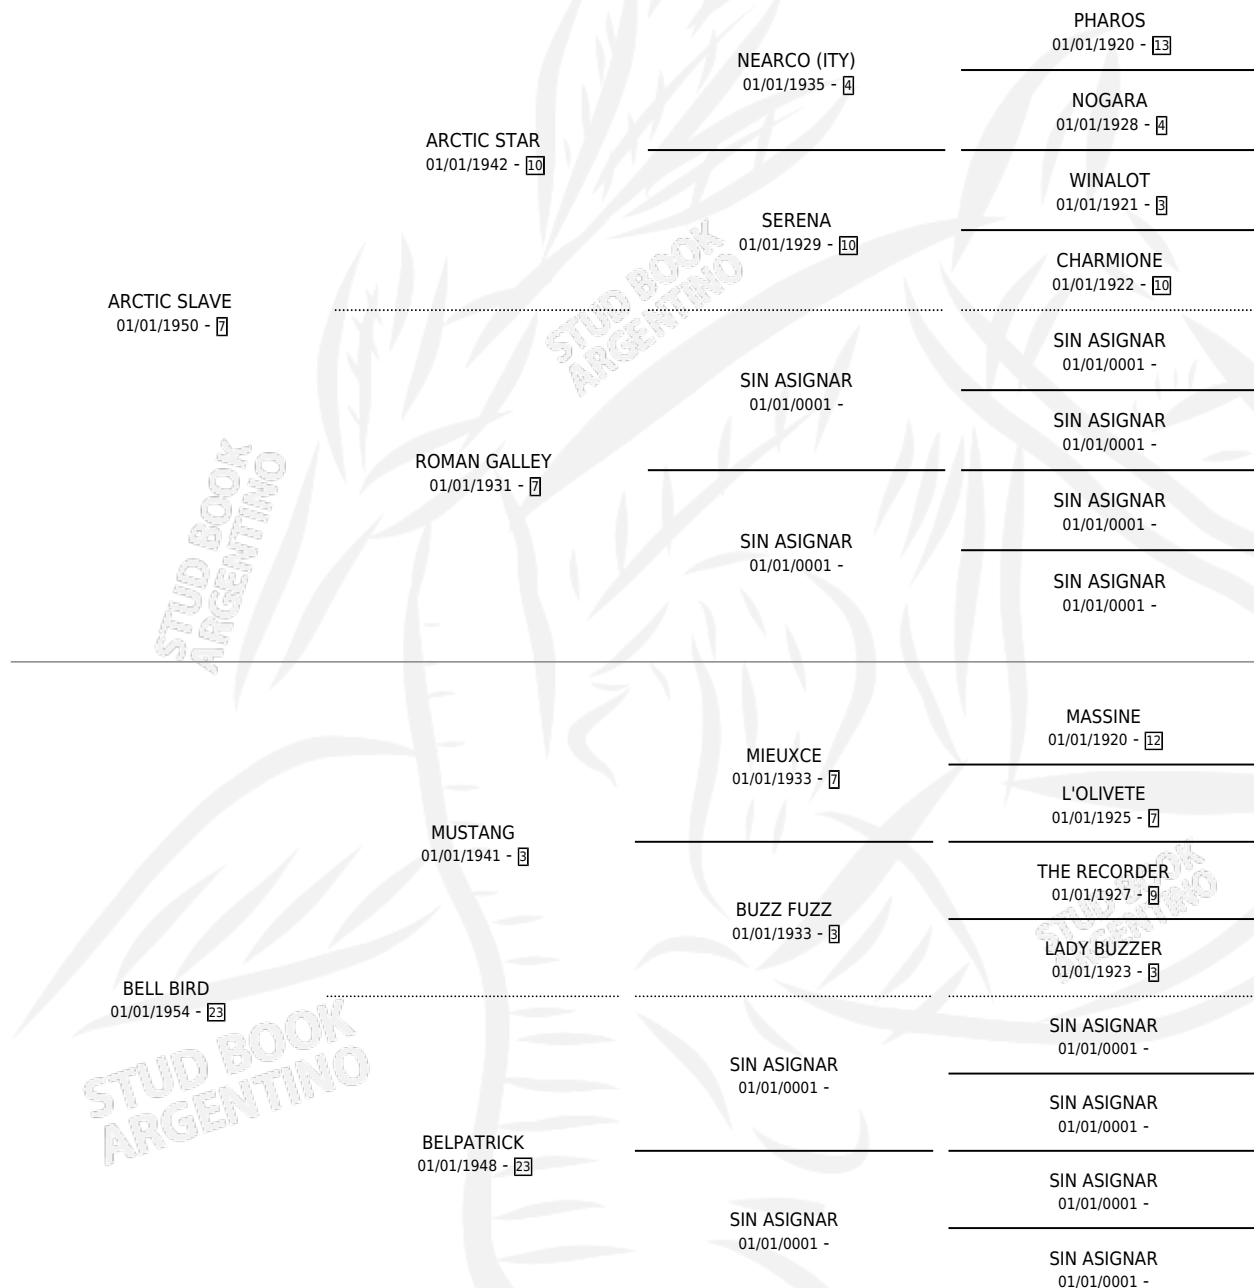 PHAROS
01/01/1920 - 13
NEARCO (ITY)
01/01/1935 - 4
NOGARA
01/01/1928 - 4
ARCTIC STAR
01/01/1942 - 10
WINALOT
01/01/1921 - 3
SERENA
01/01/1929 - 10
CHARMIONE
01/01/1922 - 10
ARCTIC SLAVE
01/01/1950 - 7
SIN ASIGNAR
01/01/0001 -
SIN ASIGNAR
01/01/0001 -
SIN ASIGNAR
01/01/0001 -
ROMAN GALLEY
01/01/1931 - 7
SIN ASIGNAR
01/01/0001 -
SIN ASIGNAR
01/01/0001 -
SIN ASIGNAR
01/01/0001 -
STUD BOOK
ARGENTINO
STUD BOOK
ARGENTINO
MASSINE
01/01/1920 - 12
MIEUXCE
01/01/1933 - 7
L'OLIVETE
01/01/1925 - 7
MUSTANG
01/01/1941 - 3
THE RECORDER
01/01/1927 - 9
BUZZ FUZZ
01/01/1933 - 3
LADY BUZZER
01/01/1923 - 3
STUD BOOK
ARGENTINO
BELL BIRD
01/01/1954 - 23
SIN ASIGNAR
01/01/0001 -
SIN ASIGNAR
01/01/0001 -
SIN ASIGNAR
01/01/0001 -
BELPATRICK
01/01/1948 - 23
SIN ASIGNAR
01/01/0001 -
SIN ASIGNAR
01/01/0001 -
SIN ASIGNAR
01/01/0001 -
STUD BOOK
ARGENTINO